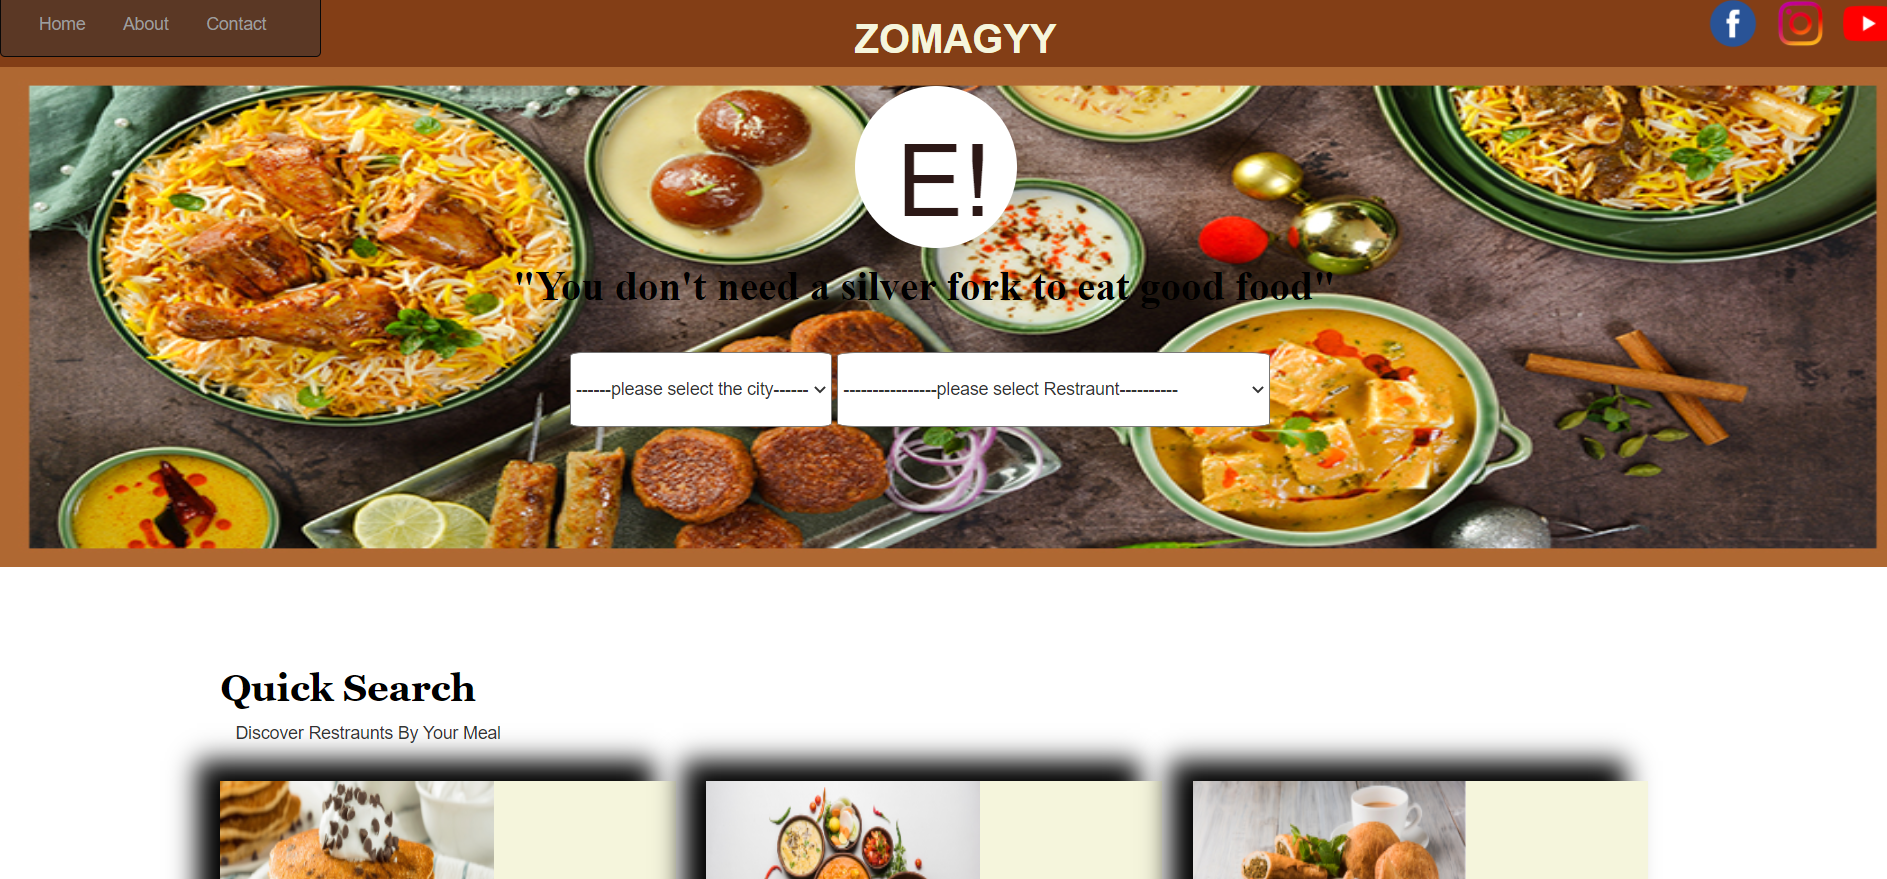 Home About Contact
ZOMAGYY
E!
"You don't need a silver fork to eat good food"
------please select the city------
----------------please select Restraunt----------
Quick Search
Discover Restraunts By Your Meal